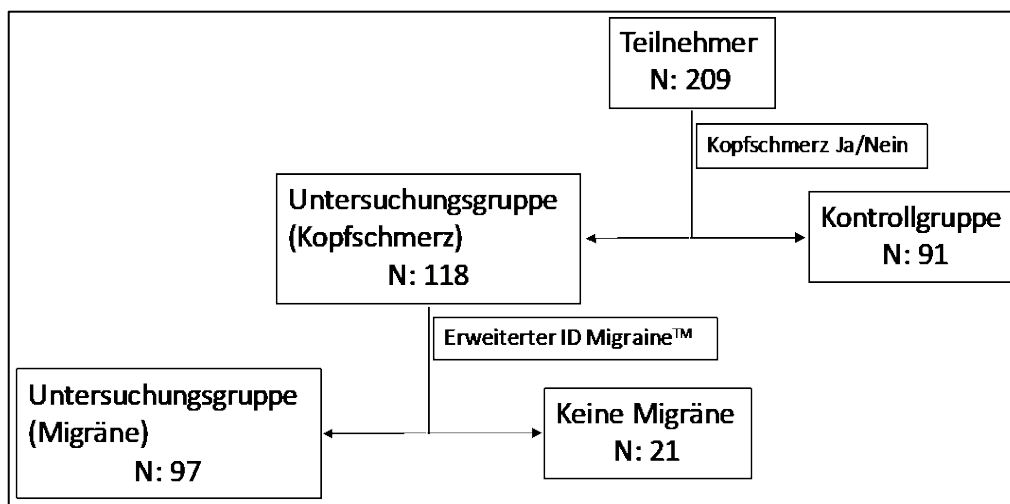 Teilnehmer
N: 209
Kopfschmerz Ja/Nein
Untersuchungsgruppe
(Kopfschmerz)
N: 118
Kontrollgruppe
N: 91
Erweiterter ID Migraine™
Untersuchungsgruppe
(Migräne)
N: 97
Keine Migräne
N: 21